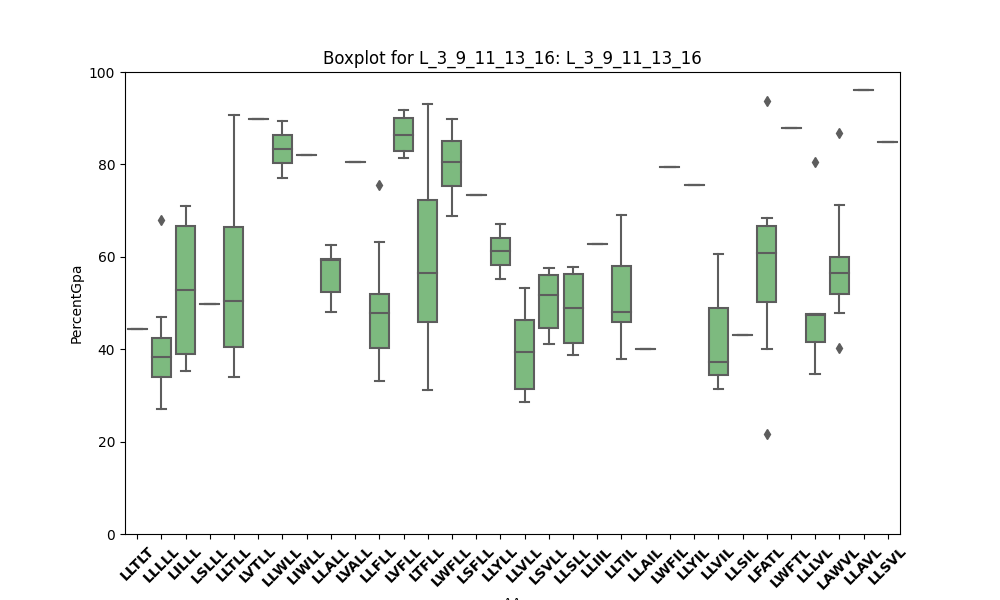 Boxplot for L_3_9_11_13_16: L_3_9_11_13_16
PercentGpa
100
80
60
40
20
0
LLTLT
LLLLL
LILLL
LSLLL
LLTLL
LVTLL
LLWLL
LIWLL
LLALL
LVALL
LLFLL
LVFLL
LTFLL
LWFLL
LSFLL
LLYLL
LLVLL
LSVLL
LLSLL
LLIIL
LLTIL
LLAIL
LWFIL
LLYIL
LLVIL
LLSIL
LFATL
LWFTL
LLLVL
LAWVL
LLAVL
LLSVL